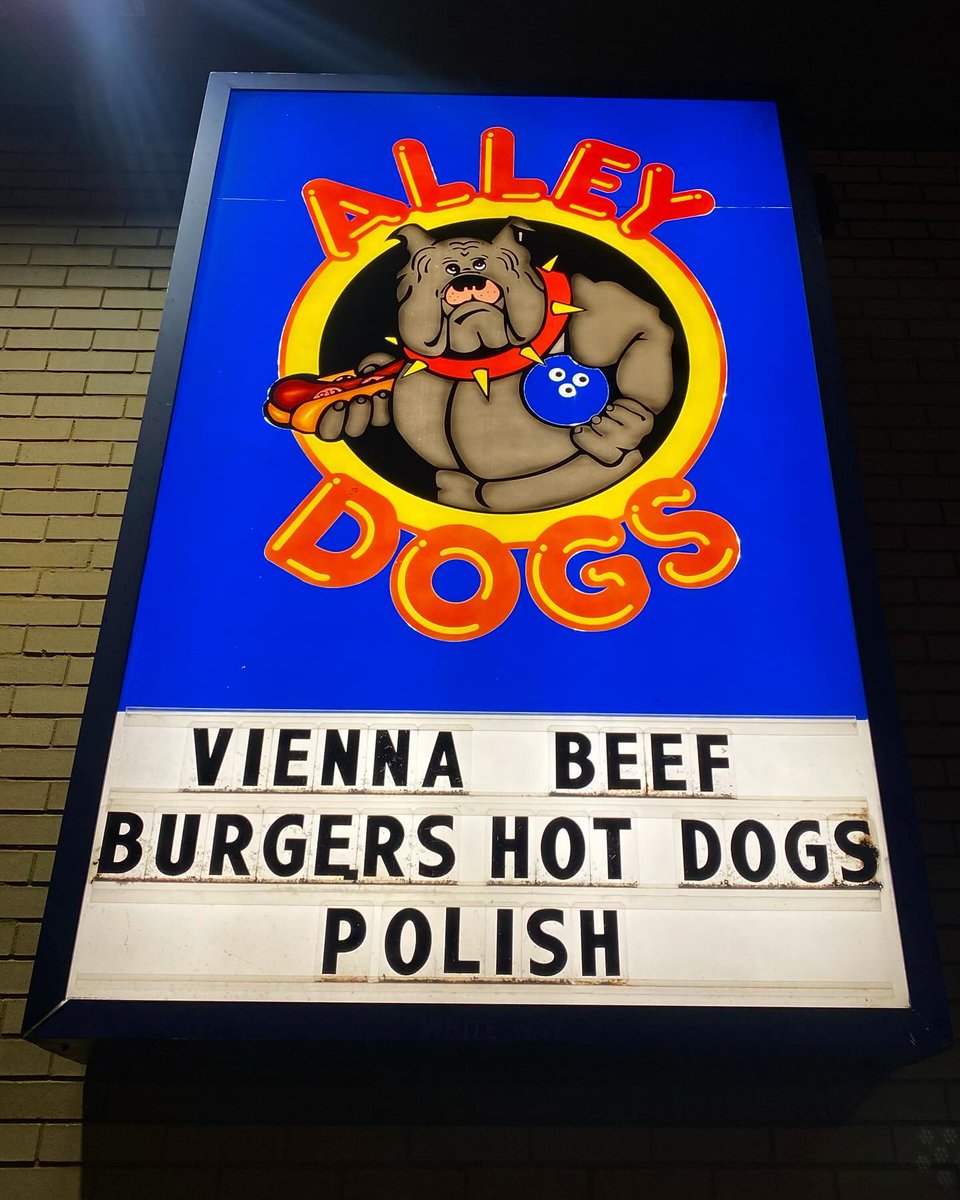 ALLEY
DOGS
VIENNA BEEF
BURGERS HOT DOGS
POLISH